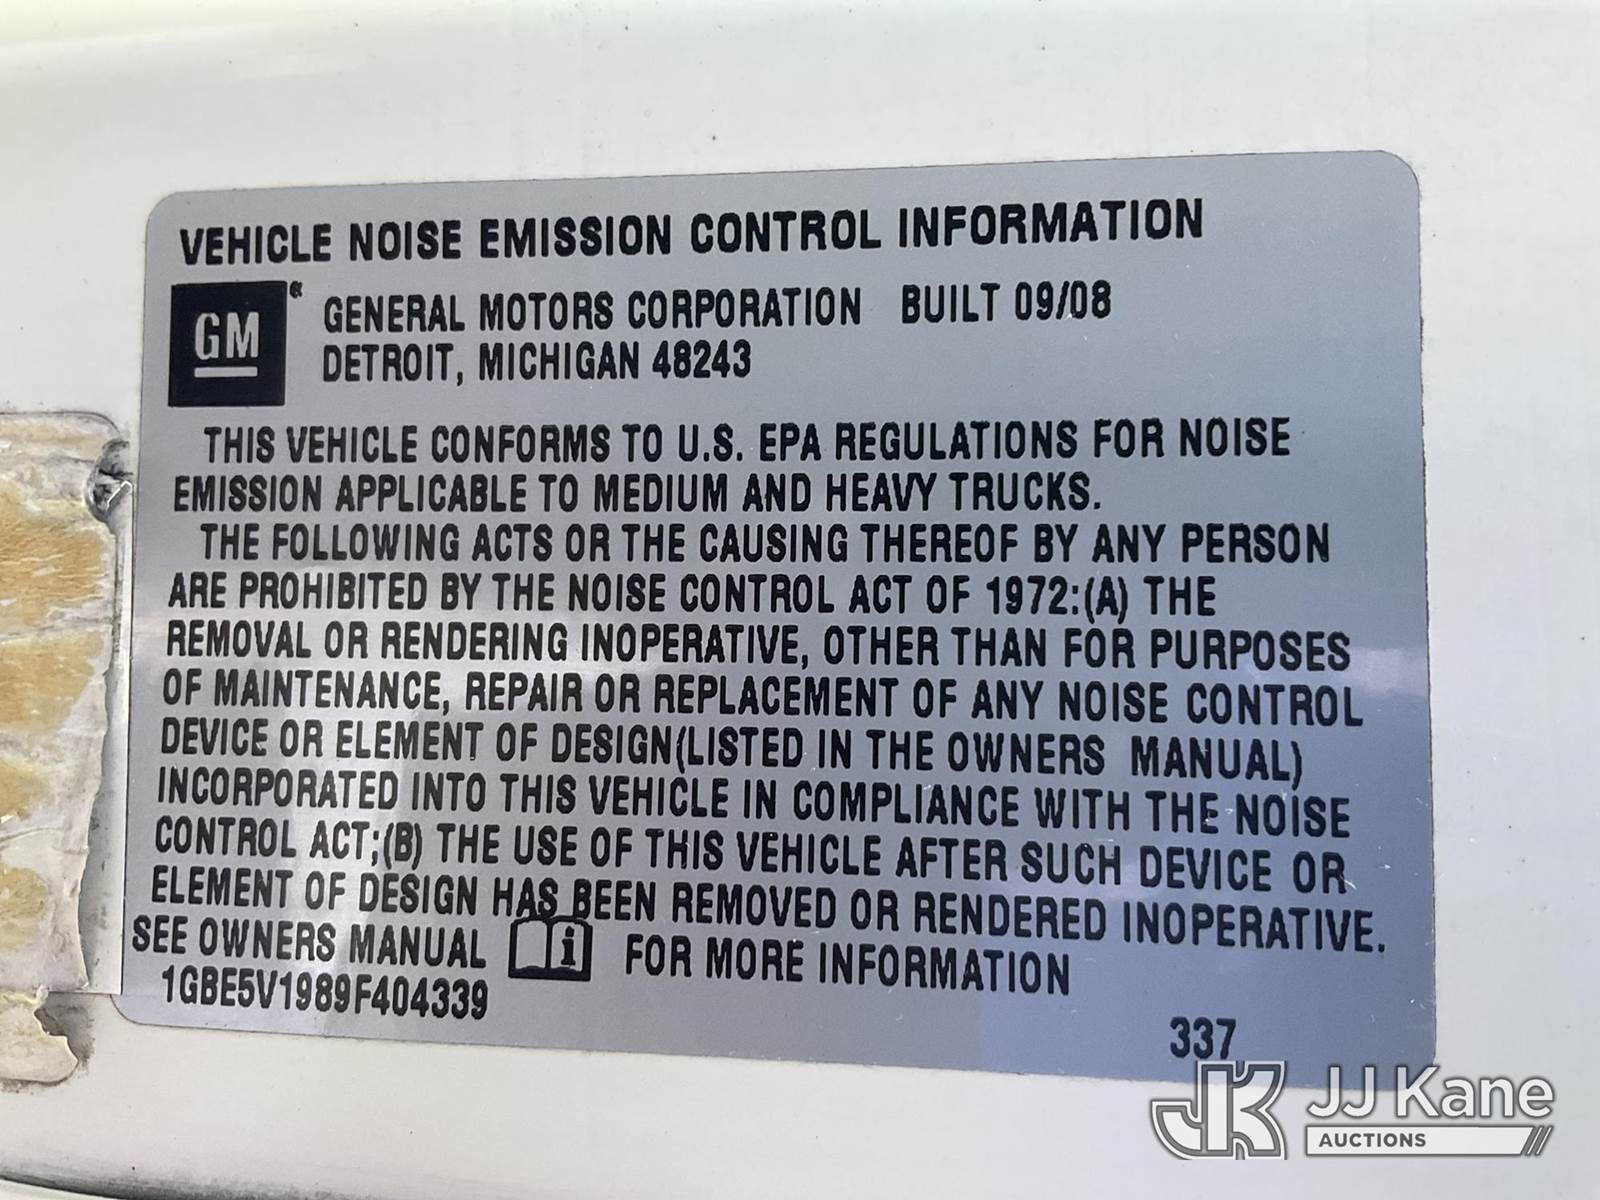 VEHICLE NOISE EMISSION CONTROL INFORMATION
GM® GENERAL MOTORS CORPORATION BUILT 09/08
DETROIT, MICHIGAN 48243
THIS VEHICLE CONFORMS TO U.S. EPA REGULATIONS FOR NOISE
EMISSION APPLICABLE TO MEDIUM AND HEAVY TRUCKS.
THE FOLLOWING ACTS OR THE CAUSING THEREOF BY ANY PERSON
ARE PROHIBITED BY THE NOISE CONTROL ACT OF 1972:(A) THE
REMOVAL OR RENDERING INOPERATIVE, OTHER THAN FOR PURPOSES
OF MAINTENANCE, REPAIR OR REPLACEMENT OF ANY NOISE CONTROL
DEVICE OR ELEMENT OF DESIGN(LISTED IN THE OWNERS MANUAL)
INCORPORATED INTO THIS VEHICLE IN COMPLIANCE WITH THE NOISE
CONTROL ACT;(B) THE USE OF THIS VEHICLE AFTER SUCH DEVICE OR
ELEMENT OF DESIGN HAS BEEN REMOVED OR RENDERED INOPERATIVE.
SEE OWNERS MANUAL i FOR MORE INFORMATION
1GBE5V1989F404339
337
JK JJ Kane
AUCTIONS